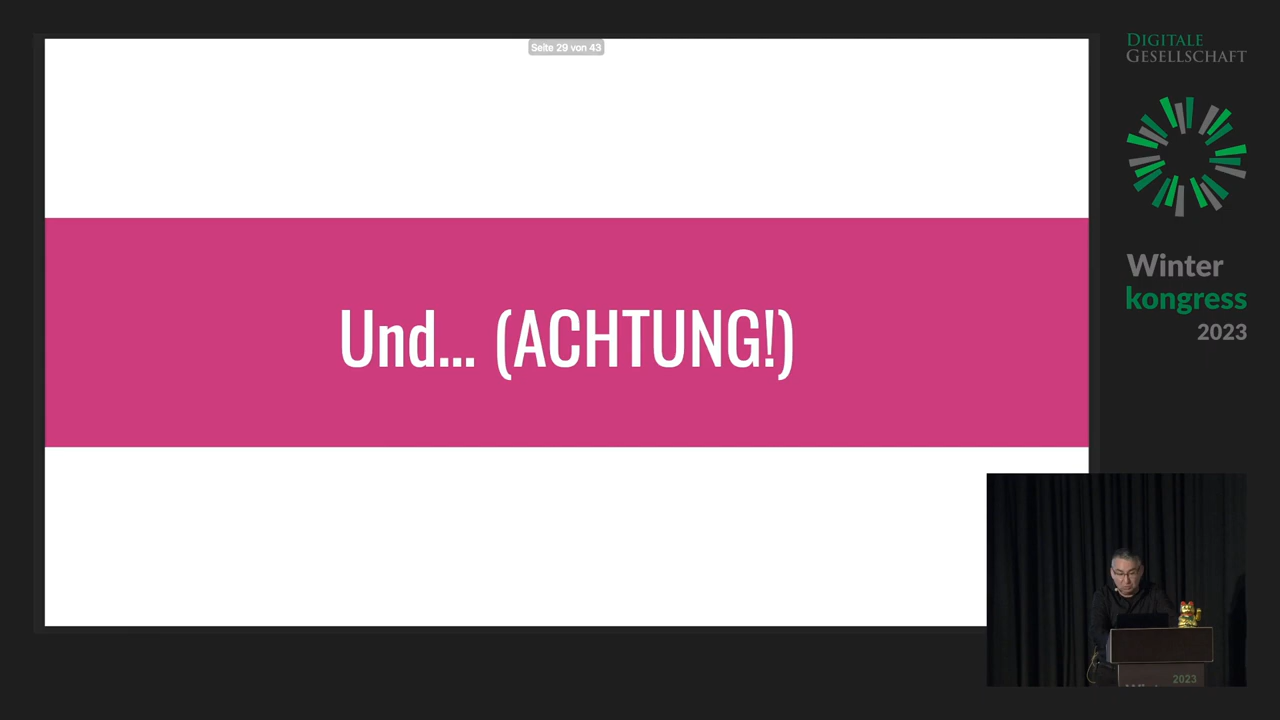 Seite 29 von 43
Und... (ACHTUNG!)
DIGITALE
GESELLSCHAFT
Winter
kongress
2023
2023